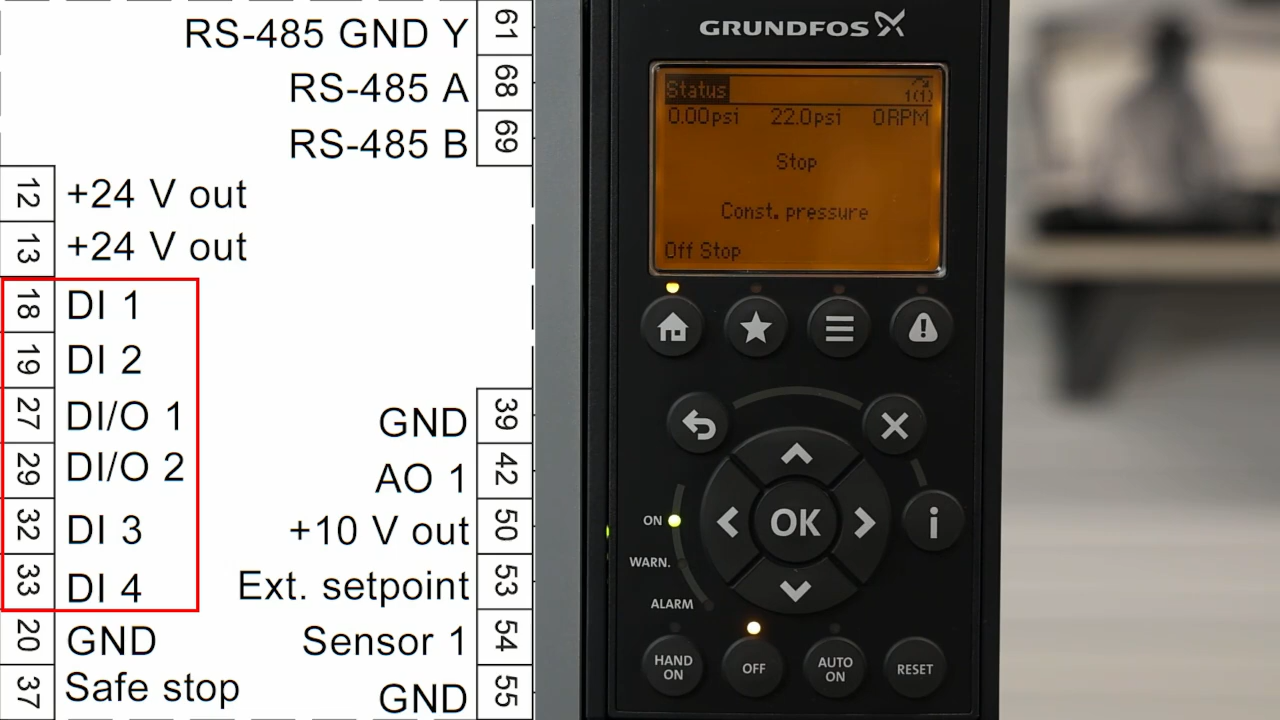 RS-485 GND Y 61
RS-485 A 68
RS-485 B 69
12 +24 V out
13 +24 V out
18 DI 1
19 DI 2
27 DI/O 1
29 DI/O 2
32 DI 3
33 DI 4
20 GND
37 Safe stop
GND 39
AO 1 42
+10 V out 50
Ext. setpoint 53
Sensor 1 54
GND 55
GRUNDFOS
Status
1(1)
0.00psi 22.0psi 0RPM
Stop
Const. pressure
Off Stop
OK
i
ON
WARN.
ALARM
HAND ON
OFF
AUTO ON
RESET